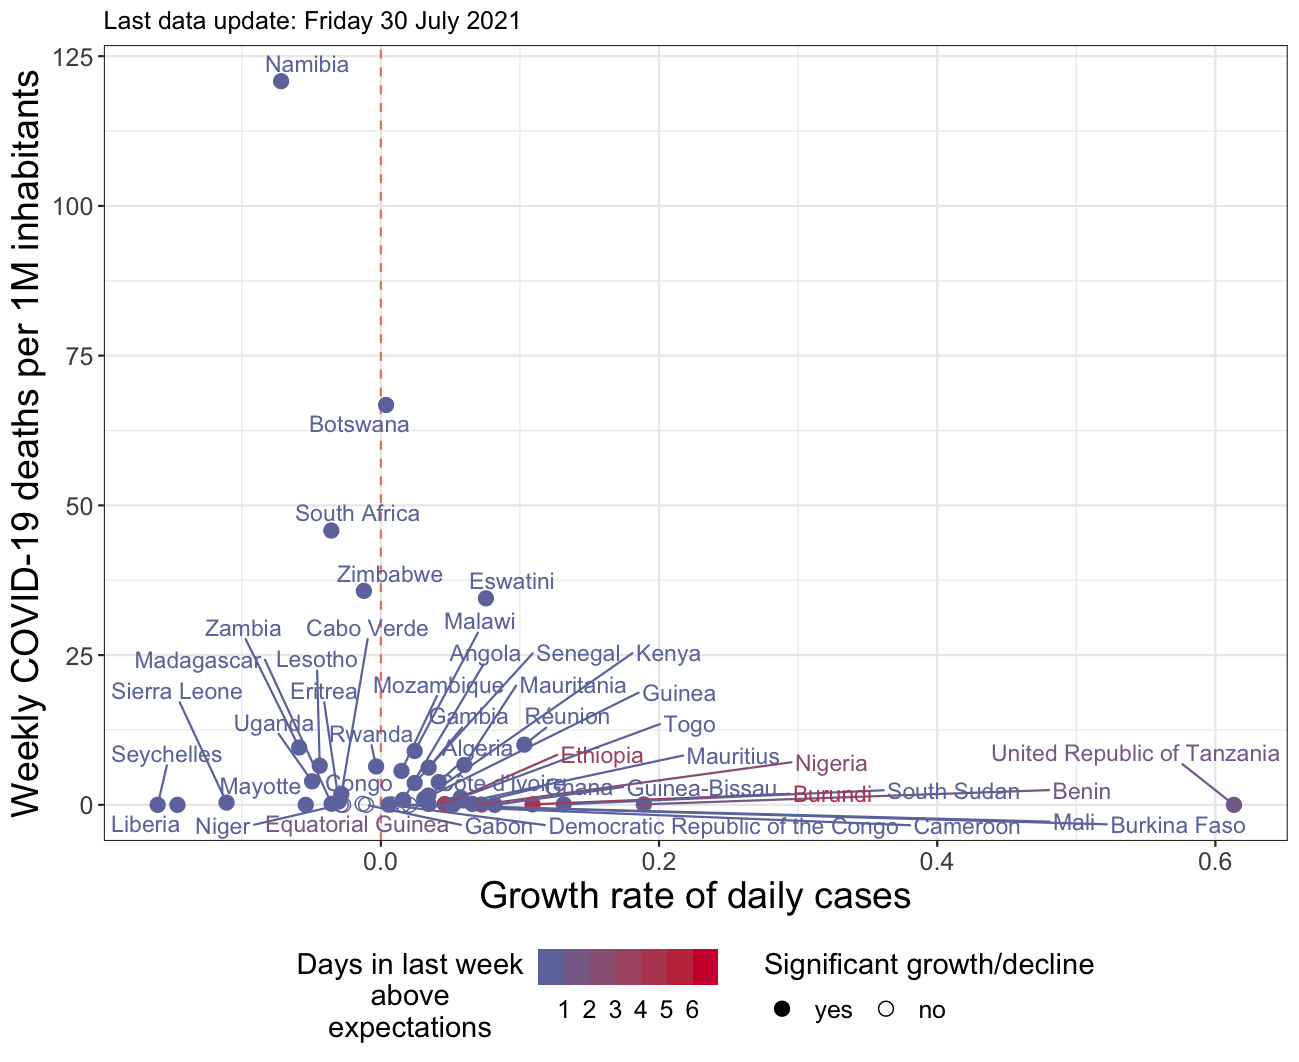 Last data update: Friday 30 July 2021
Weekly COVID-19 deaths per 1M inhabitants
125
100
75
50
25
0
Namibia
Botswana
South Africa
Zimbabwe
Eswatini
Malawi
Zambia
Cabo Verde
Angola
Senegal
Kenya
Madagascar
Lesotho
Mozambique
Mauritania
Sierra Leone
Eritrea
Guinea
Uganda
Gambia
Réunion
Togo
Rwanda
Algeria
Seychelles
Ethiopia
Mauritius
Nigeria
United Republic of Tanzania
Mayotte
Congo
Côte d'Ivoire
Ghana
Guinea-Bissau
Burundi
South Sudan
Benin
Liberia
Niger
Equatorial Guinea
Gabon
Democratic Republic of the Congo
Cameroon
Mali
Burkina Faso
0.0
0.2
0.4
0.6
Growth rate of daily cases
Days in last week
above
expectations
1 2 3 4 5 6
Significant growth/decline
yes
no